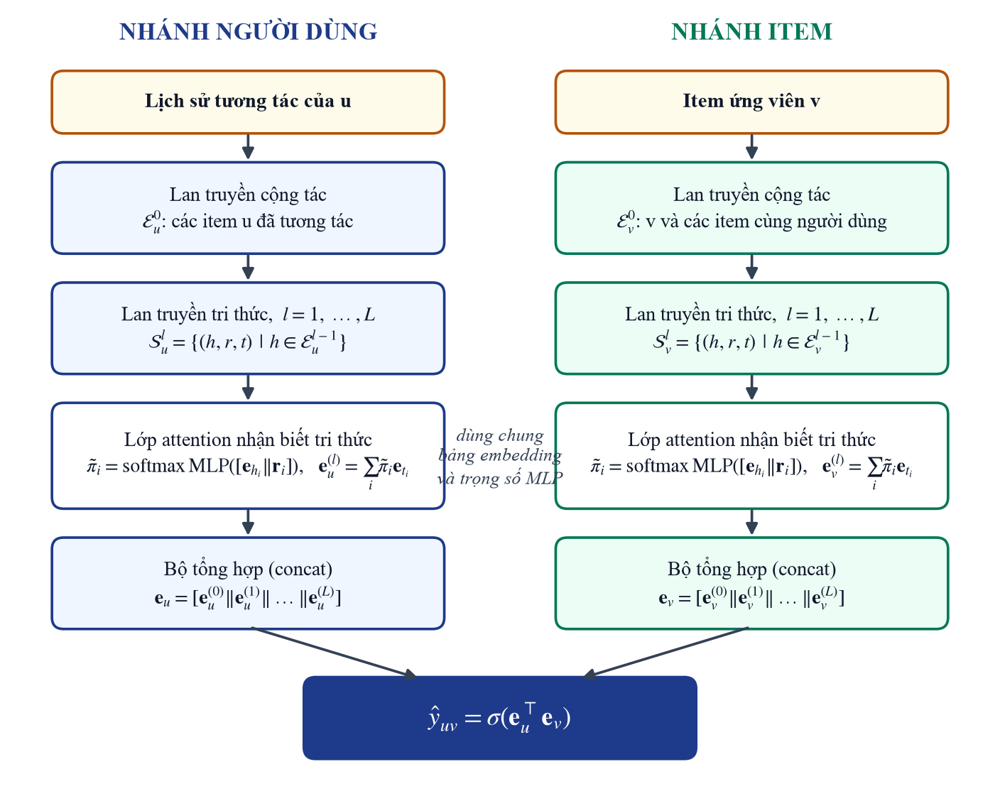 NHÁNH NGƯỜI DÙNG
Lịch sử tương tác của u
Lan truyền cộng tác
ℰ_u^0: các item u đã tương tác
Lan truyền tri thức, l = 1, …, L
𝒮_u^l = {(h, r, t) | h ∈ ℰ_u^{l−1}}
Lớp attention nhận biết tri thức
π̃_i = softmax MLP([𝐞_{h_i}‖𝐫_i]), 𝐞_u^{(l)} = ∑_i π̃_i 𝐞_{t_i}
Bộ tổng hợp (concat)
𝐞_u = [𝐞_u^{(0)}‖𝐞_u^{(1)}‖ … ‖𝐞_u^{(L)}]
dùng chung
bảng embedding
và trọng số MLP
NHÁNH ITEM
Item ứng viên v
Lan truyền cộng tác
ℰ_v^0: v và các item cùng người dùng
Lan truyền tri thức, l = 1, …, L
𝒮_v^l = {(h, r, t) | h ∈ ℰ_v^{l−1}}
Lớp attention nhận biết tri thức
π̃_i = softmax MLP([𝐞_{h_i}‖𝐫_i]), 𝐞_v^{(l)} = ∑_i π̃_i 𝐞_{t_i}
Bộ tổng hợp (concat)
𝐞_v = [𝐞_v^{(0)}‖𝐞_v^{(1)}‖ … ‖𝐞_v^{(L)}]
ŷ_{uv} = σ(𝐞_u^⊤ 𝐞_v)